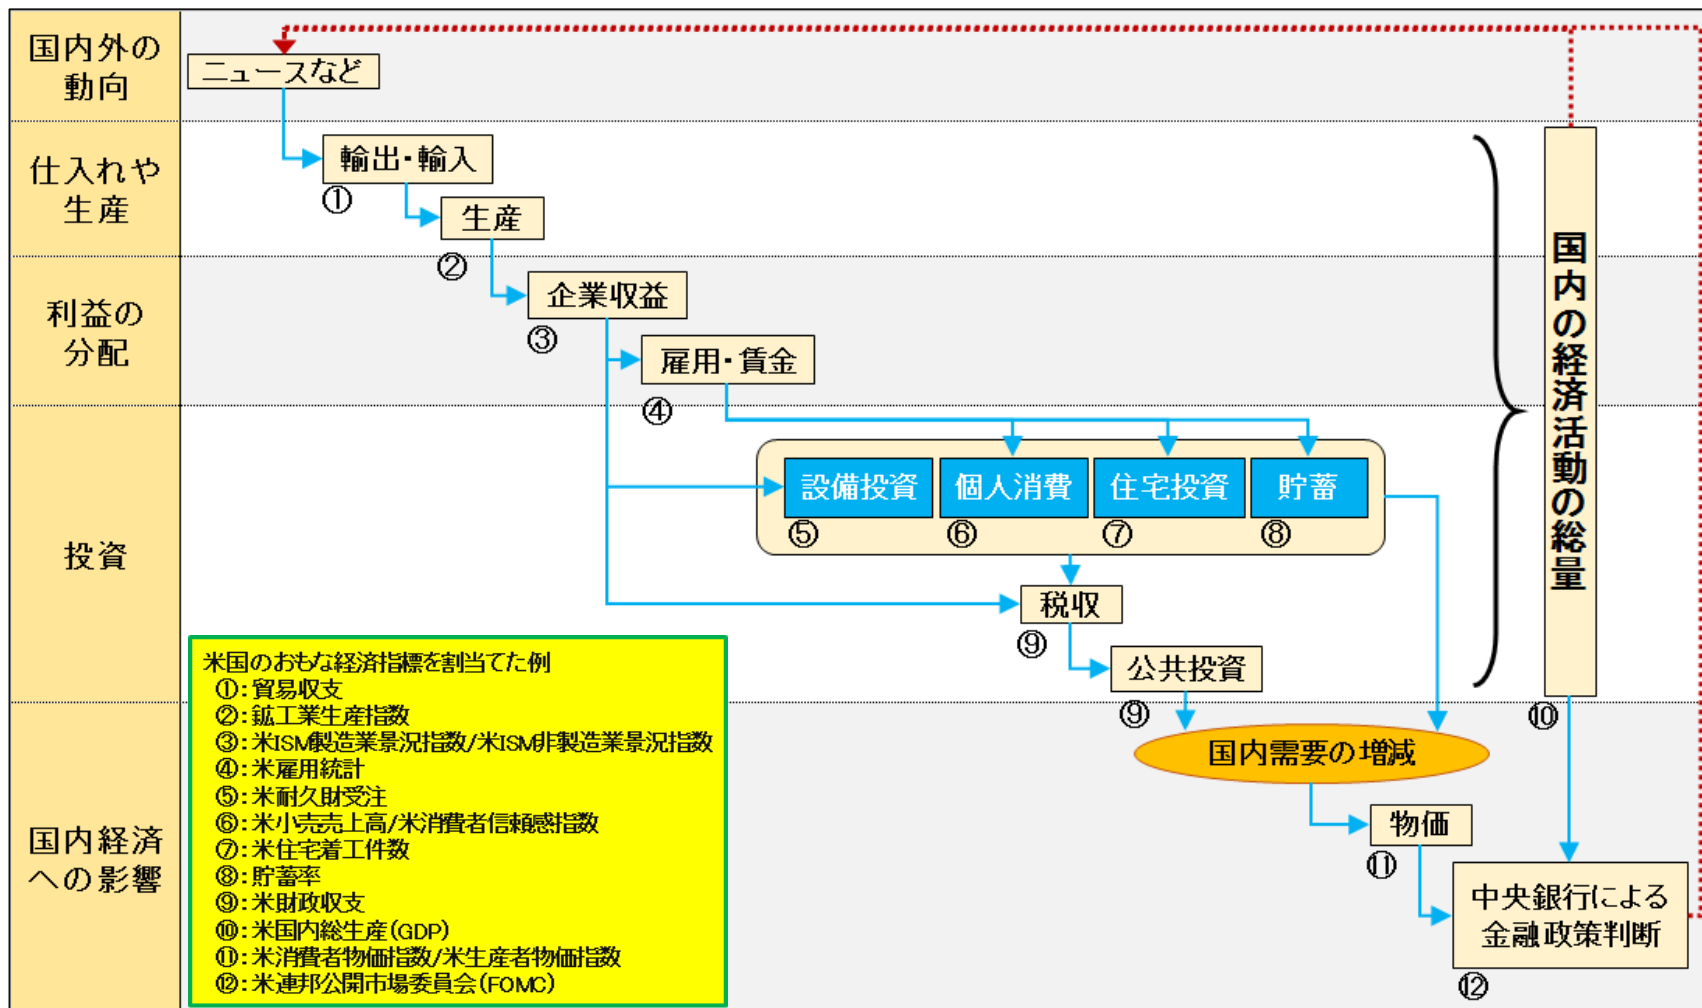 国内外の
動向
ニュースなど
仕入れや
生産
輸出・輸入
①
生産
②
利益の
分配
企業収益
③
雇用・賃金
④
投資
設備投資
個人消費
住宅投資
貯蓄
⑤
⑥
⑦
⑧
税収
⑨
公共投資
⑨
国内の経済活動の総量
⑩
国内経済
への影響
国内需要の増減
物価
⑪
中央銀行による
金融政策判断
⑫
米国のおもな経済指標を割当てた例
①：貿易収支
②：鉱工業生産指数
③：米ISM製造業景況指数/米ISM非製造業景況指数
④：米雇用統計
⑤：米耐久財受注
⑥：米小売売上高/米消費者信頼感指数
⑦：米住宅着工件数
⑧：貯蓄率
⑨：米財政収支
⑩：米国内総生産(GDP)
⑪：米消費者物価指数/米生産者物価指数
⑫：米連邦公開市場委員会(FOMC)